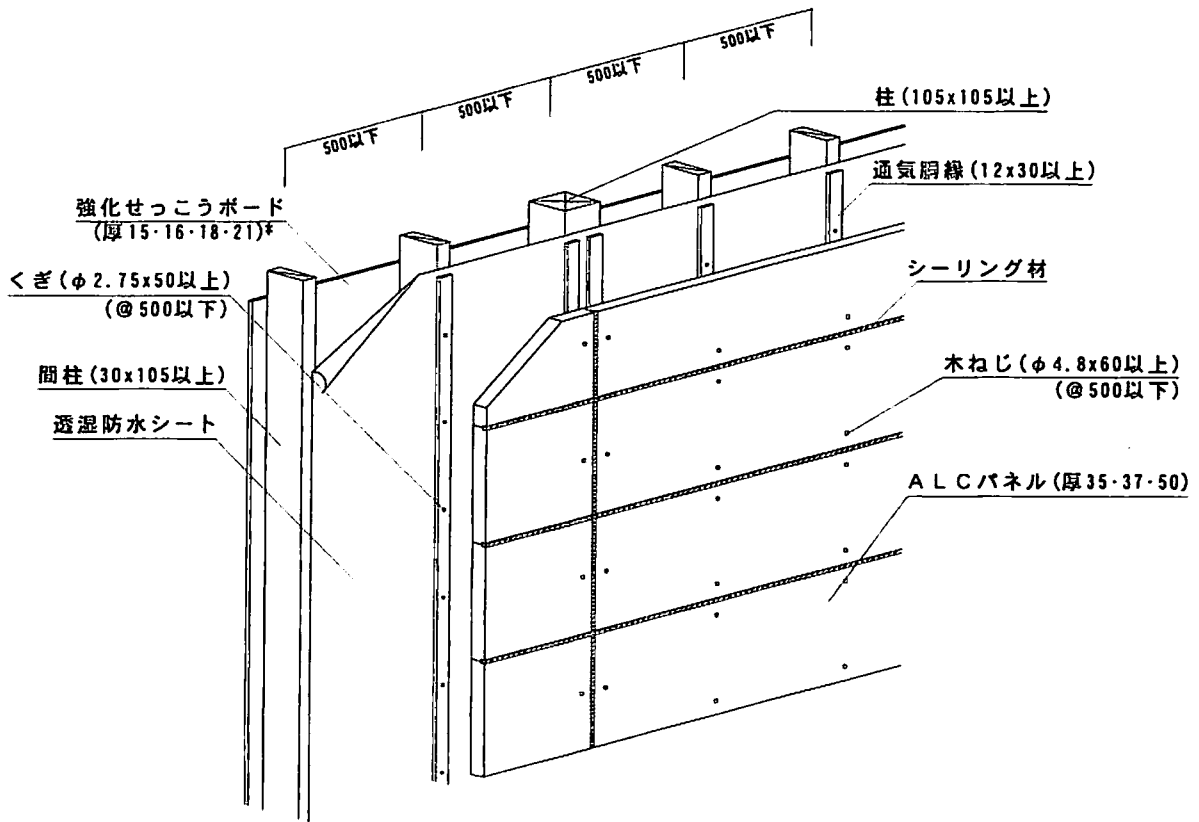 500以下
500以下
500以下
500以下
柱(105x105以上)
通気胴縁(12x30以上)
強化せっこうボード
(厚15・16・18・21)*
くぎ(φ2.75x50以上)
(@500以下)
シーリング材
間柱(30x105以上)
木ねじ(φ4.8x60以上)
(@500以下)
透湿防水シート
ALCパネル(厚35・37・50)